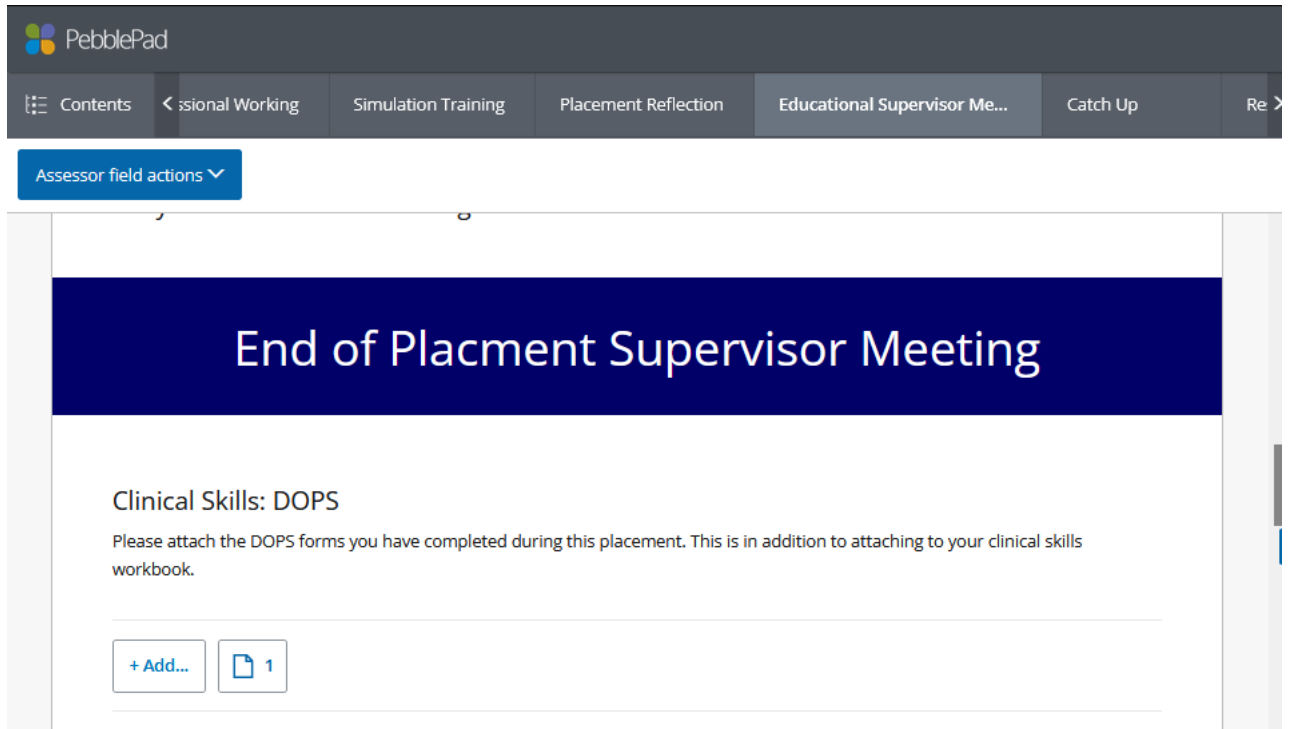 PebblePad
Contents
ssional Working
Simulation Training
Placement Reflection
Educational Supervisor Me...
Catch Up
Re
Assessor field actions
End of Placment Supervisor Meeting
Clinical Skills: DOPS
Please attach the DOPS forms you have completed during this placement. This is in addition to attaching to your clinical skills
workbook.
+ Add...
1